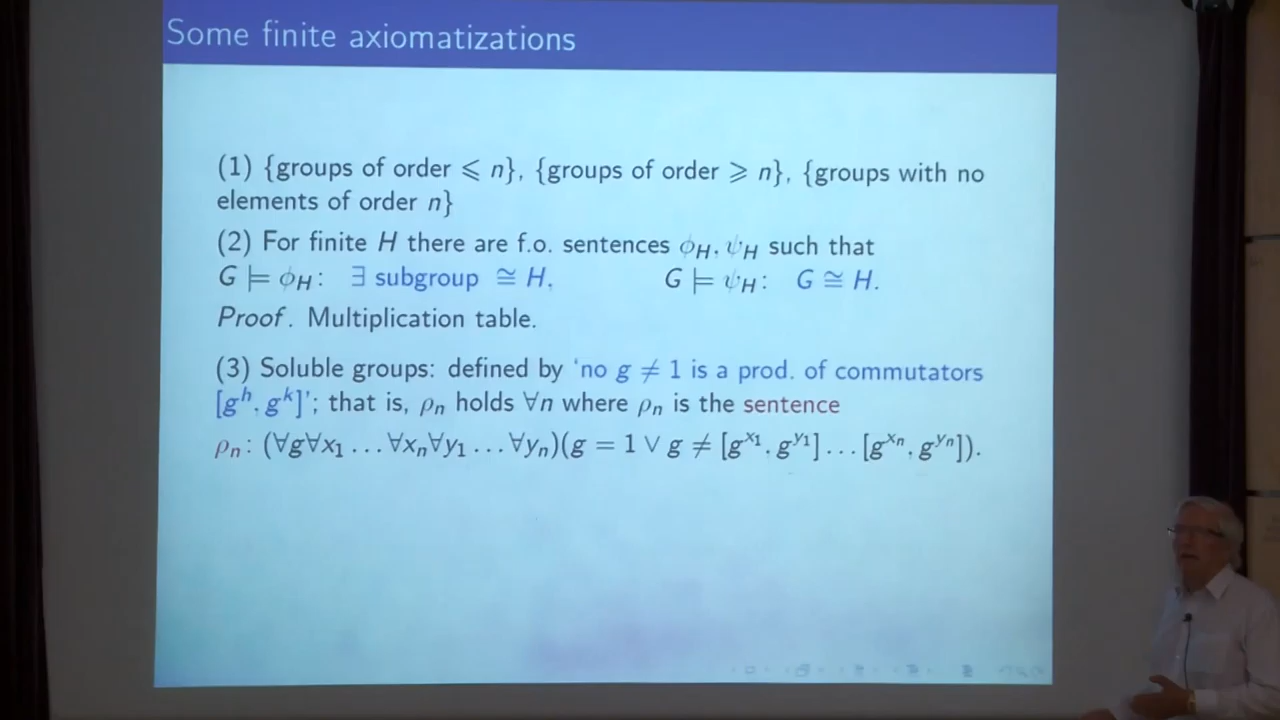 Some finite axiomatizations
(1) {groups of order ⩽ n}, {groups of order ⩾ n}, {groups with no
elements of order n}
(2) For finite H there are f.o. sentences ϕ_H, ψ_H such that
G ⊨ ϕ_H: ∃ subgroup ≅ H, G ⊨ ψ_H: G ≅ H.
Proof. Multiplication table.
(3) Soluble groups: defined by ‘no g ≠ 1 is a prod. of commutators
[g^h, g^k]’; that is, ρ_n holds ∀n where ρ_n is the sentence
ρ_n: (∀g∀x_1 … ∀x_n∀y_1 … ∀y_n)(g = 1 ∨ g ≠ [g^{x_1}, g^{y_1}] … [g^{x_n}, g^{y_n}]).